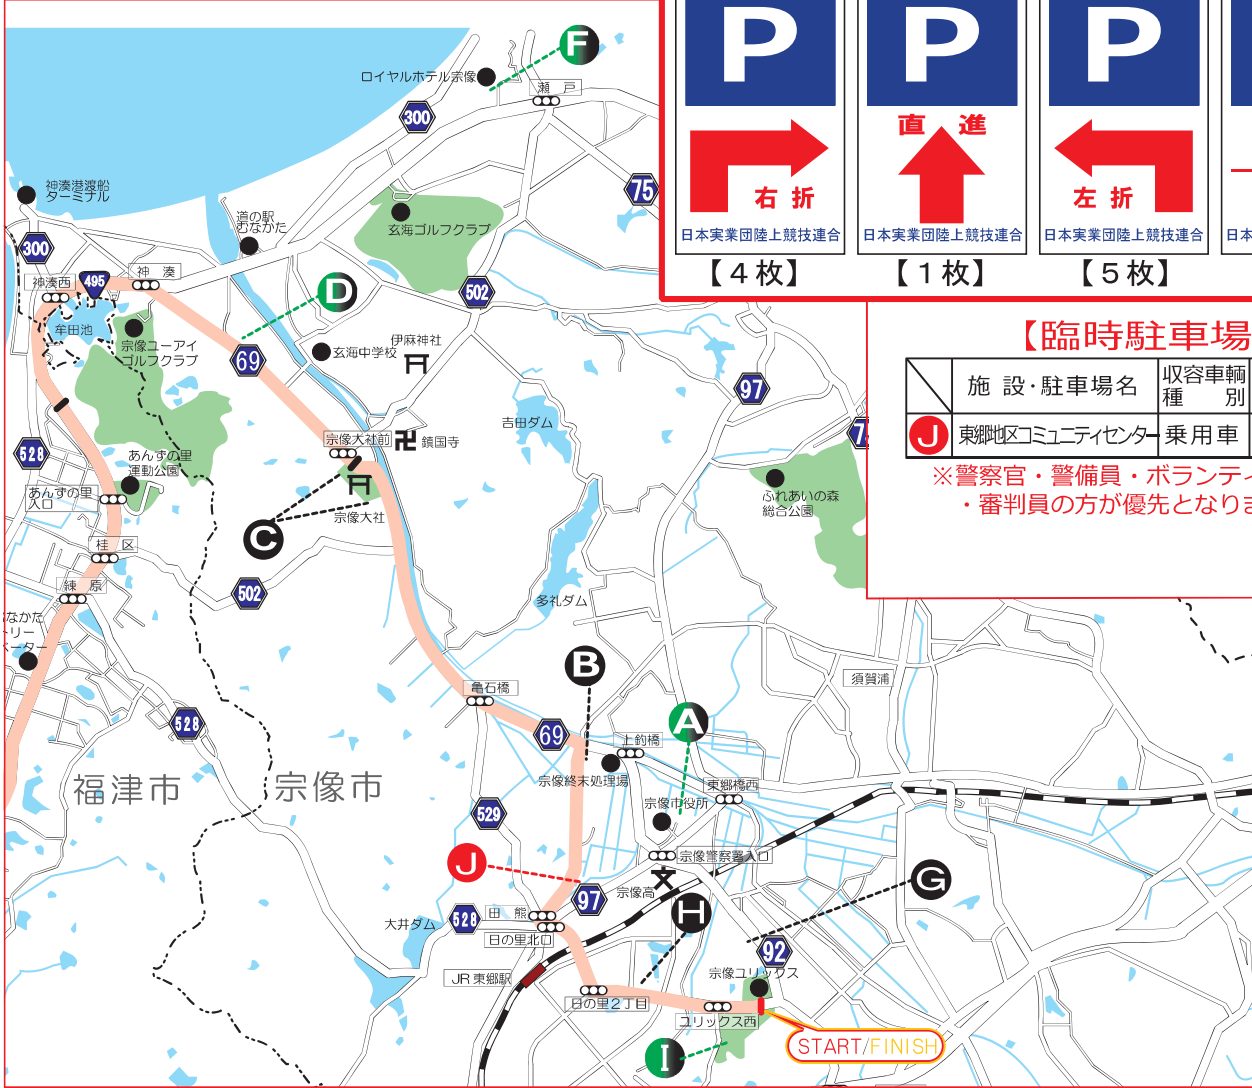 P
P
P
右折
直進
左折
日本実業団陸上競技連合
日本実業団陸上競技連合
日本実業団陸上競技連合
【4枚】
【1枚】
【5枚】
【臨時駐車場
施設・駐車場名
収容車輌
種別
J
東郷地区コミュニティセンター
乗用車
※警察官・警備員・ボランティ
・審判員の方が優先となりま
F
ロイヤルホテル宗像
瀬戸
300
75
神湊港渡船
ターミナル
道の駅
むなかた
玄海ゴルフクラブ
300
神湊西
495
神湊
502
D
牟田池
宗像ユーアイ
ゴルフクラブ
69
玄海中学校
伊麻神社
97
吉田ダム
宗像大社前
鎮国寺
528
あんずの里
運動公園
あんずの里
入口
宗像大社
ふれあいの森
総合公園
C
桂区
練原
502
多礼ダム
B
須賀浦
亀石橋
A
528
69
上釣橋
宗像終末処理場
東郷橋西
福津市
宗像市
宗像市役所
529
宗像警察署入口
J
宗像高
97
G
H
大井ダム
528
田熊
日の里北口
92
JR東郷駅
宗像ユリックス
日の里2丁目
ユリックス西
START/FINISH
I